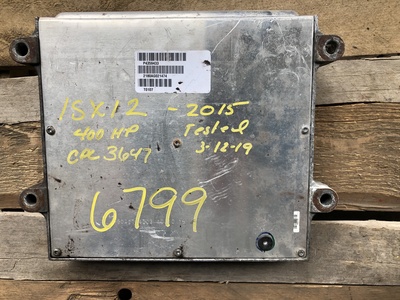 ISX12 - 2015
400 HP Tested
CPL 3647 3-12-19
6799